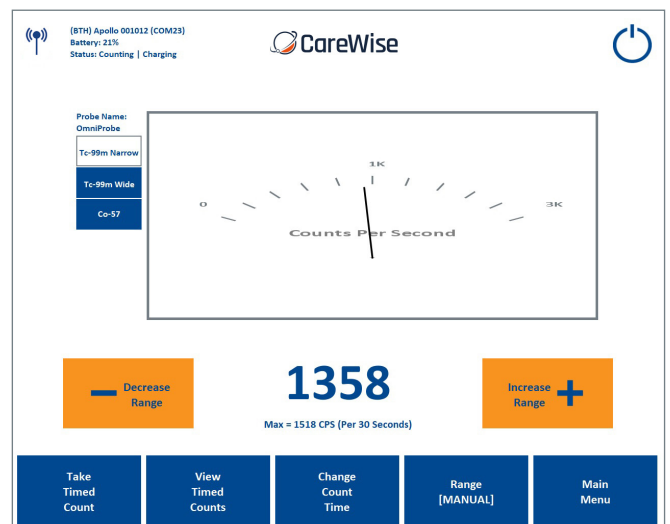 (BTH) Apollo 001012 (COM23)
Battery: 21%
Status: Counting | Charging
CareWise
Probe Name:
OmniProbe
Tc-99m Narrow
Tc-99m Wide
Co-57
0
1K
3K
Counts Per Second
Decrease
Range
1358
Max = 1518 CPS (Per 30 Seconds)
Increase
Range
Take
Timed
Count
View
Timed
Counts
Change
Count
Time
Range
[MANUAL]
Main
Menu